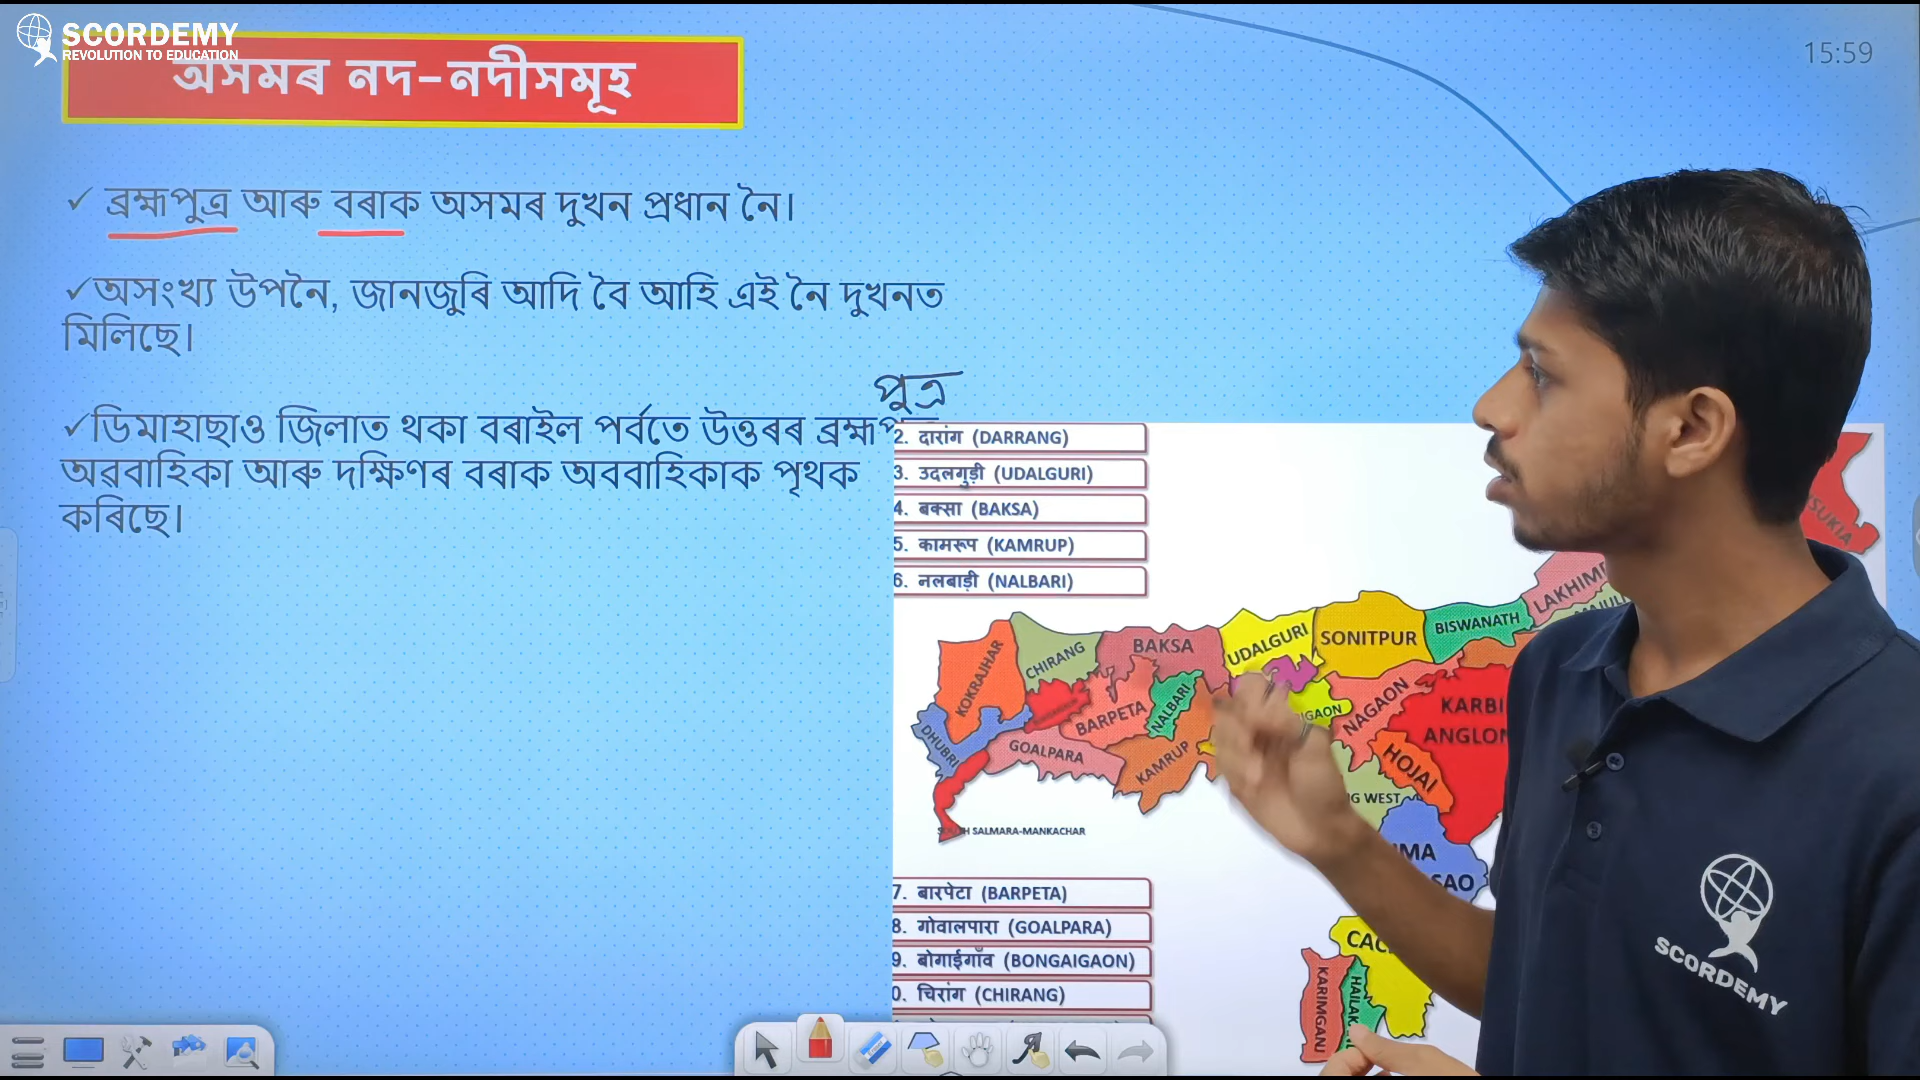 SCORDEMY
REVOLUTION TO EDUCATION
অসমৰ নদ-নদীসমূহ
15:59
✓ ব্ৰহ্মপুত্ৰ আৰু বৰাক অসমৰ দুখন প্ৰধান নৈ।
✓অসংখ্য উপনৈ, জানজুৰি আদি বৈ আহি এই নৈ দুখনত
মিলিছে।
পুত্ৰ
✓ডিমাহাছাও জিলাত থকা বৰাইল পৰ্বতে উত্তৰৰ
অৱবাহিকা আৰু দক্ষিণৰ বৰাক অববাহিকাক পৃথক
কৰিছে।
2. दारांग (DARRANG)
3. उदलगुड़ी (UDALGURI)
4. बक्सा (BAKSA)
5. कामरूप (KAMRUP)
6. नलबाड़ी (NALBARI)
KOKRAJHAR
CHIRANG
BAKSA
UDALGURI
SONITPUR
BISWANATH
DHUBRI
GOALPARA
BARPETA
NALBARI
KAMRUP
NAGAON
KARBI
HOJAI
SALMARA-MANKACHAR
WEST
SAO
KARIMGANJ
7. बारपेटा (BARPETA)
8. गोवालपारा (GOALPARA)
9. बोगाईगाँव (BONGAIGAON)
0. चिरांग (CHIRANG)
SCORDEMY